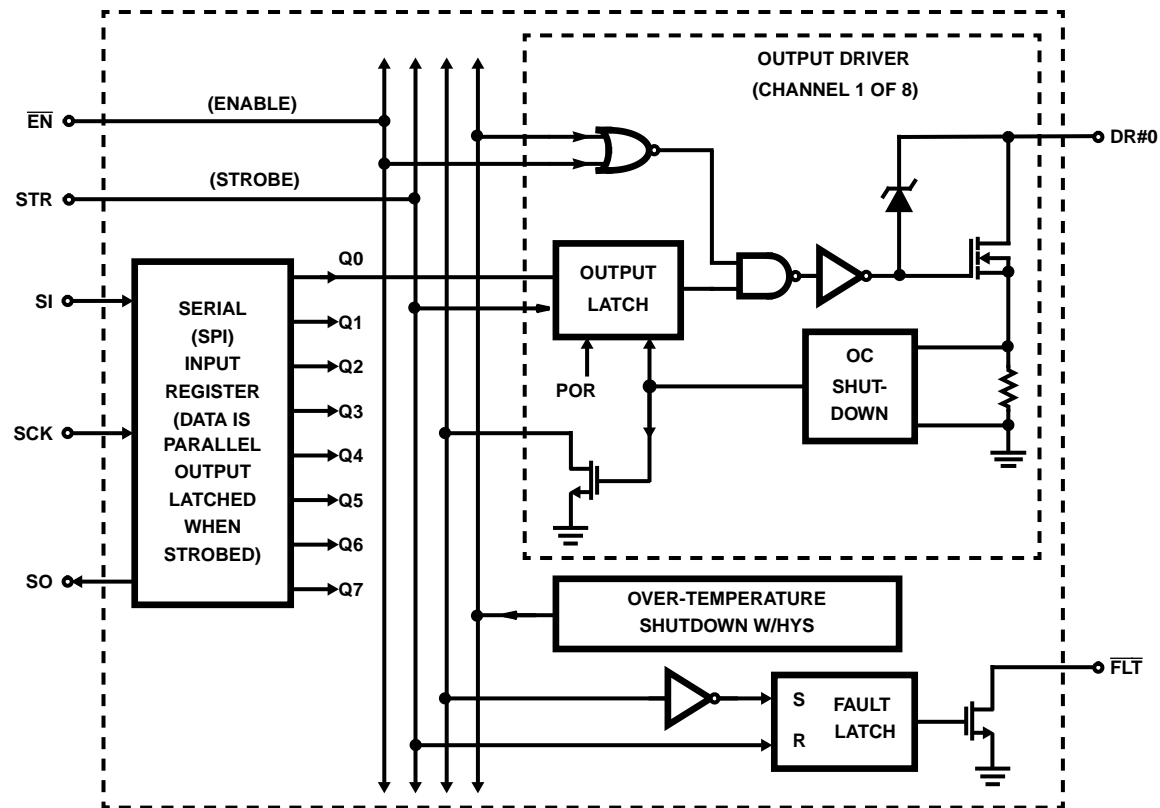 OUTPUT DRIVER
(CHANNEL 1 OF 8)
EN
(ENABLE)
DR#0
STR
(STROBE)
Q0
OUTPUT
LATCH
SI
SERIAL
(SPI)
INPUT
REGISTER
(DATA IS
PARALLEL
OUTPUT
LATCHED
WHEN
STROBED)
Q1
Q2
Q3
Q4
Q5
Q6
Q7
POR
OC
SHUT-
DOWN
SCK
SO
OVER-TEMPERATURE
SHUTDOWN W/HYS
S
R
FAULT
LATCH
FLT